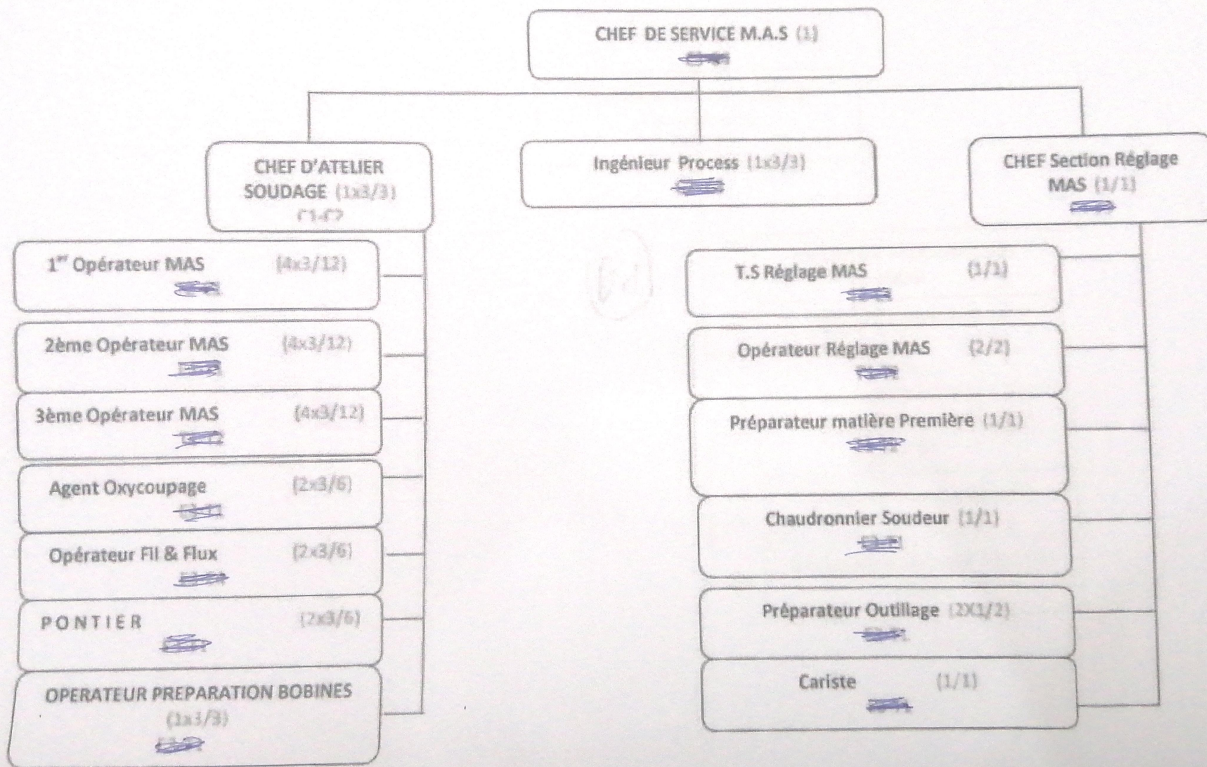 CHEF DE SERVICE M.A.S (1)
CHEF D'ATELIER
SOUDAGE (1x3/3)
Ingénieur Process (1x3/3)
CHEF Section Réglage
MAS
1er Opérateur MAS (4x3/12)
2ème Opérateur MAS (4x3/12)
3ème Opérateur MAS (4x3/12)
Agent Oxycoupage (2x3/6)
Opérateur Fil & Flux (2x3/6)
PONTIER (2x3/6)
OPERATEUR PREPARATION BOBINES
(1x3/3)
T.S Réglage MAS (1/1)
Opérateur Réglage MAS (2/2)
Préparateur matière Première (1/1)
Chaudronnier Soudeur (1/1)
Préparateur Outillage (2X1/2)
Cariste (1/1)